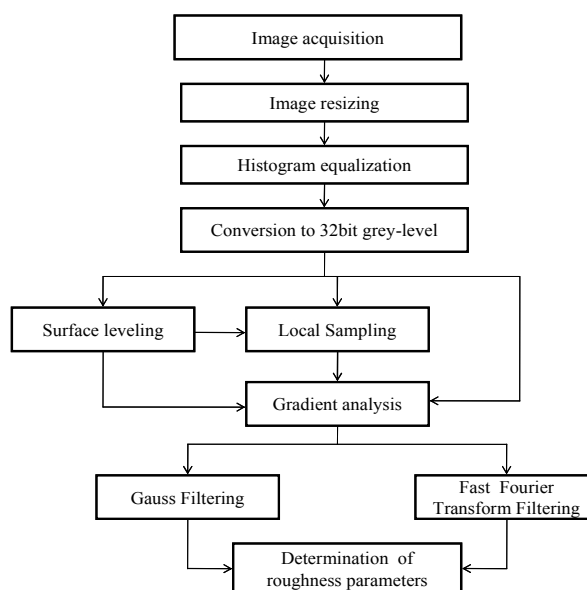 Image acquisition
Image resizing
Histogram equalization
Conversion to 32bit grey-level
Surface leveling
Local Sampling
Gradient analysis
Gauss Filtering
Fast Fourier
Transform Filtering
Determination of
roughness parameters